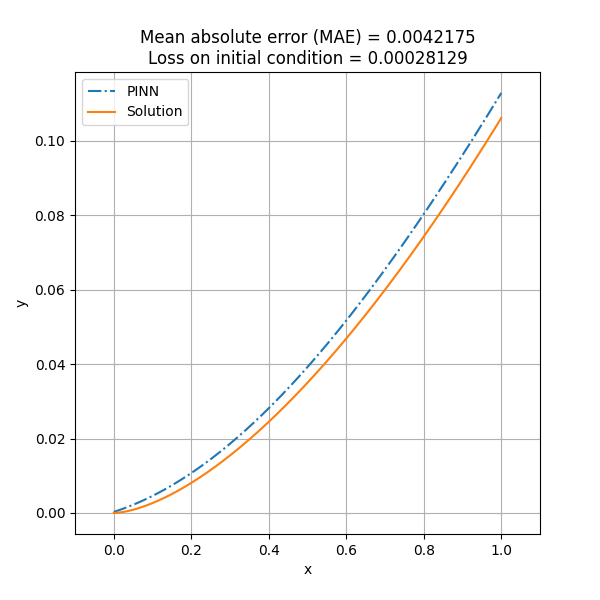 Mean absolute error (MAE) = 0.0042175
Loss on initial condition = 0.00028129
PINN
Solution
0.10
0.08
0.06
0.04
0.02
0.00
y
0.0 0.2 0.4 0.6 0.8 1.0
x